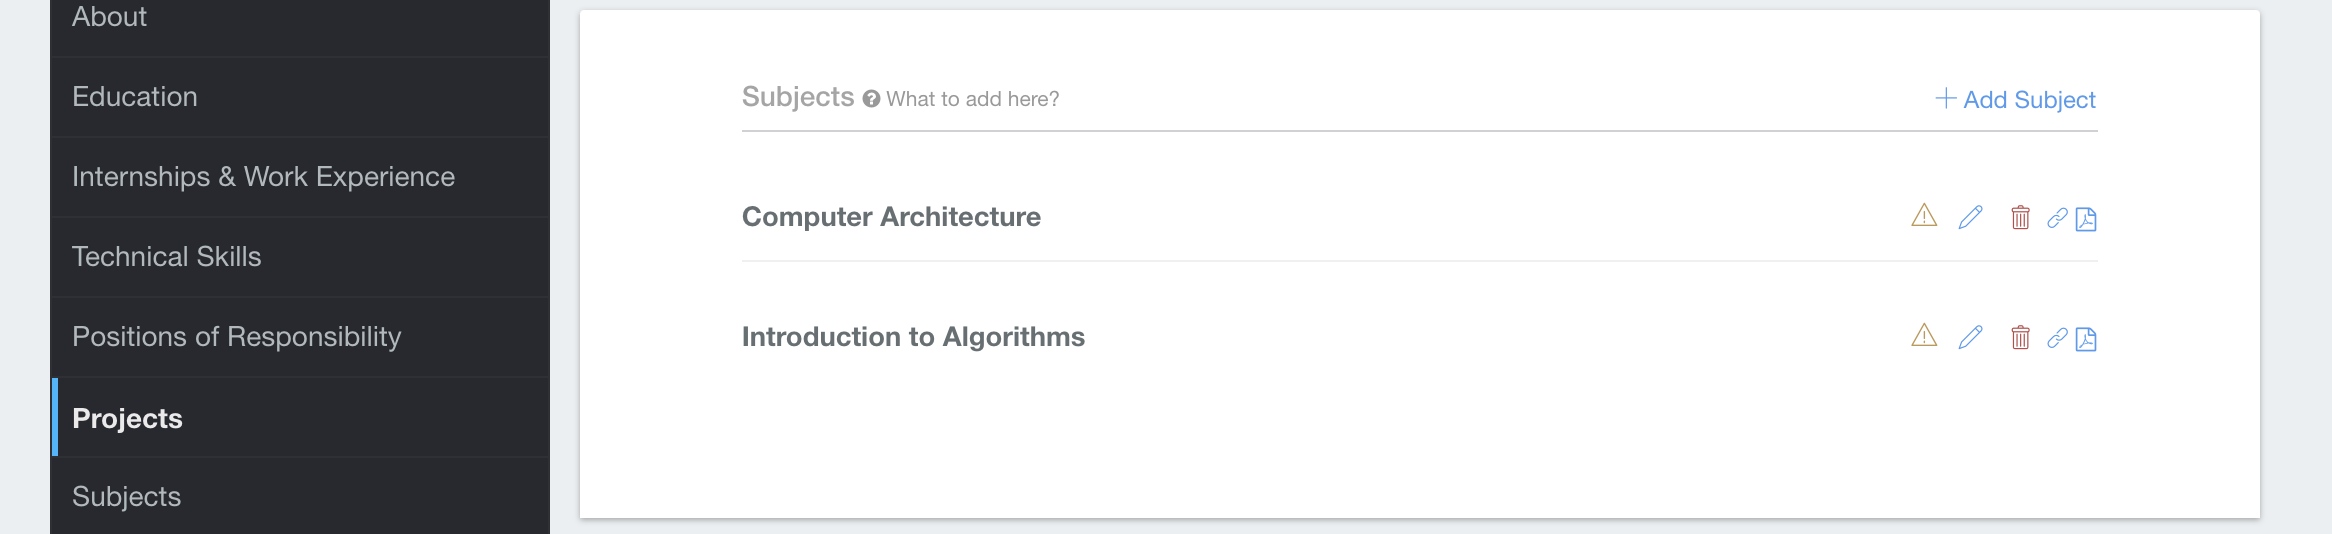 About
Education
Internships & Work Experience
Technical Skills
Positions of Responsibility
Projects
Subjects
Subjects What to add here?
Add Subject
Computer Architecture
Introduction to Algorithms